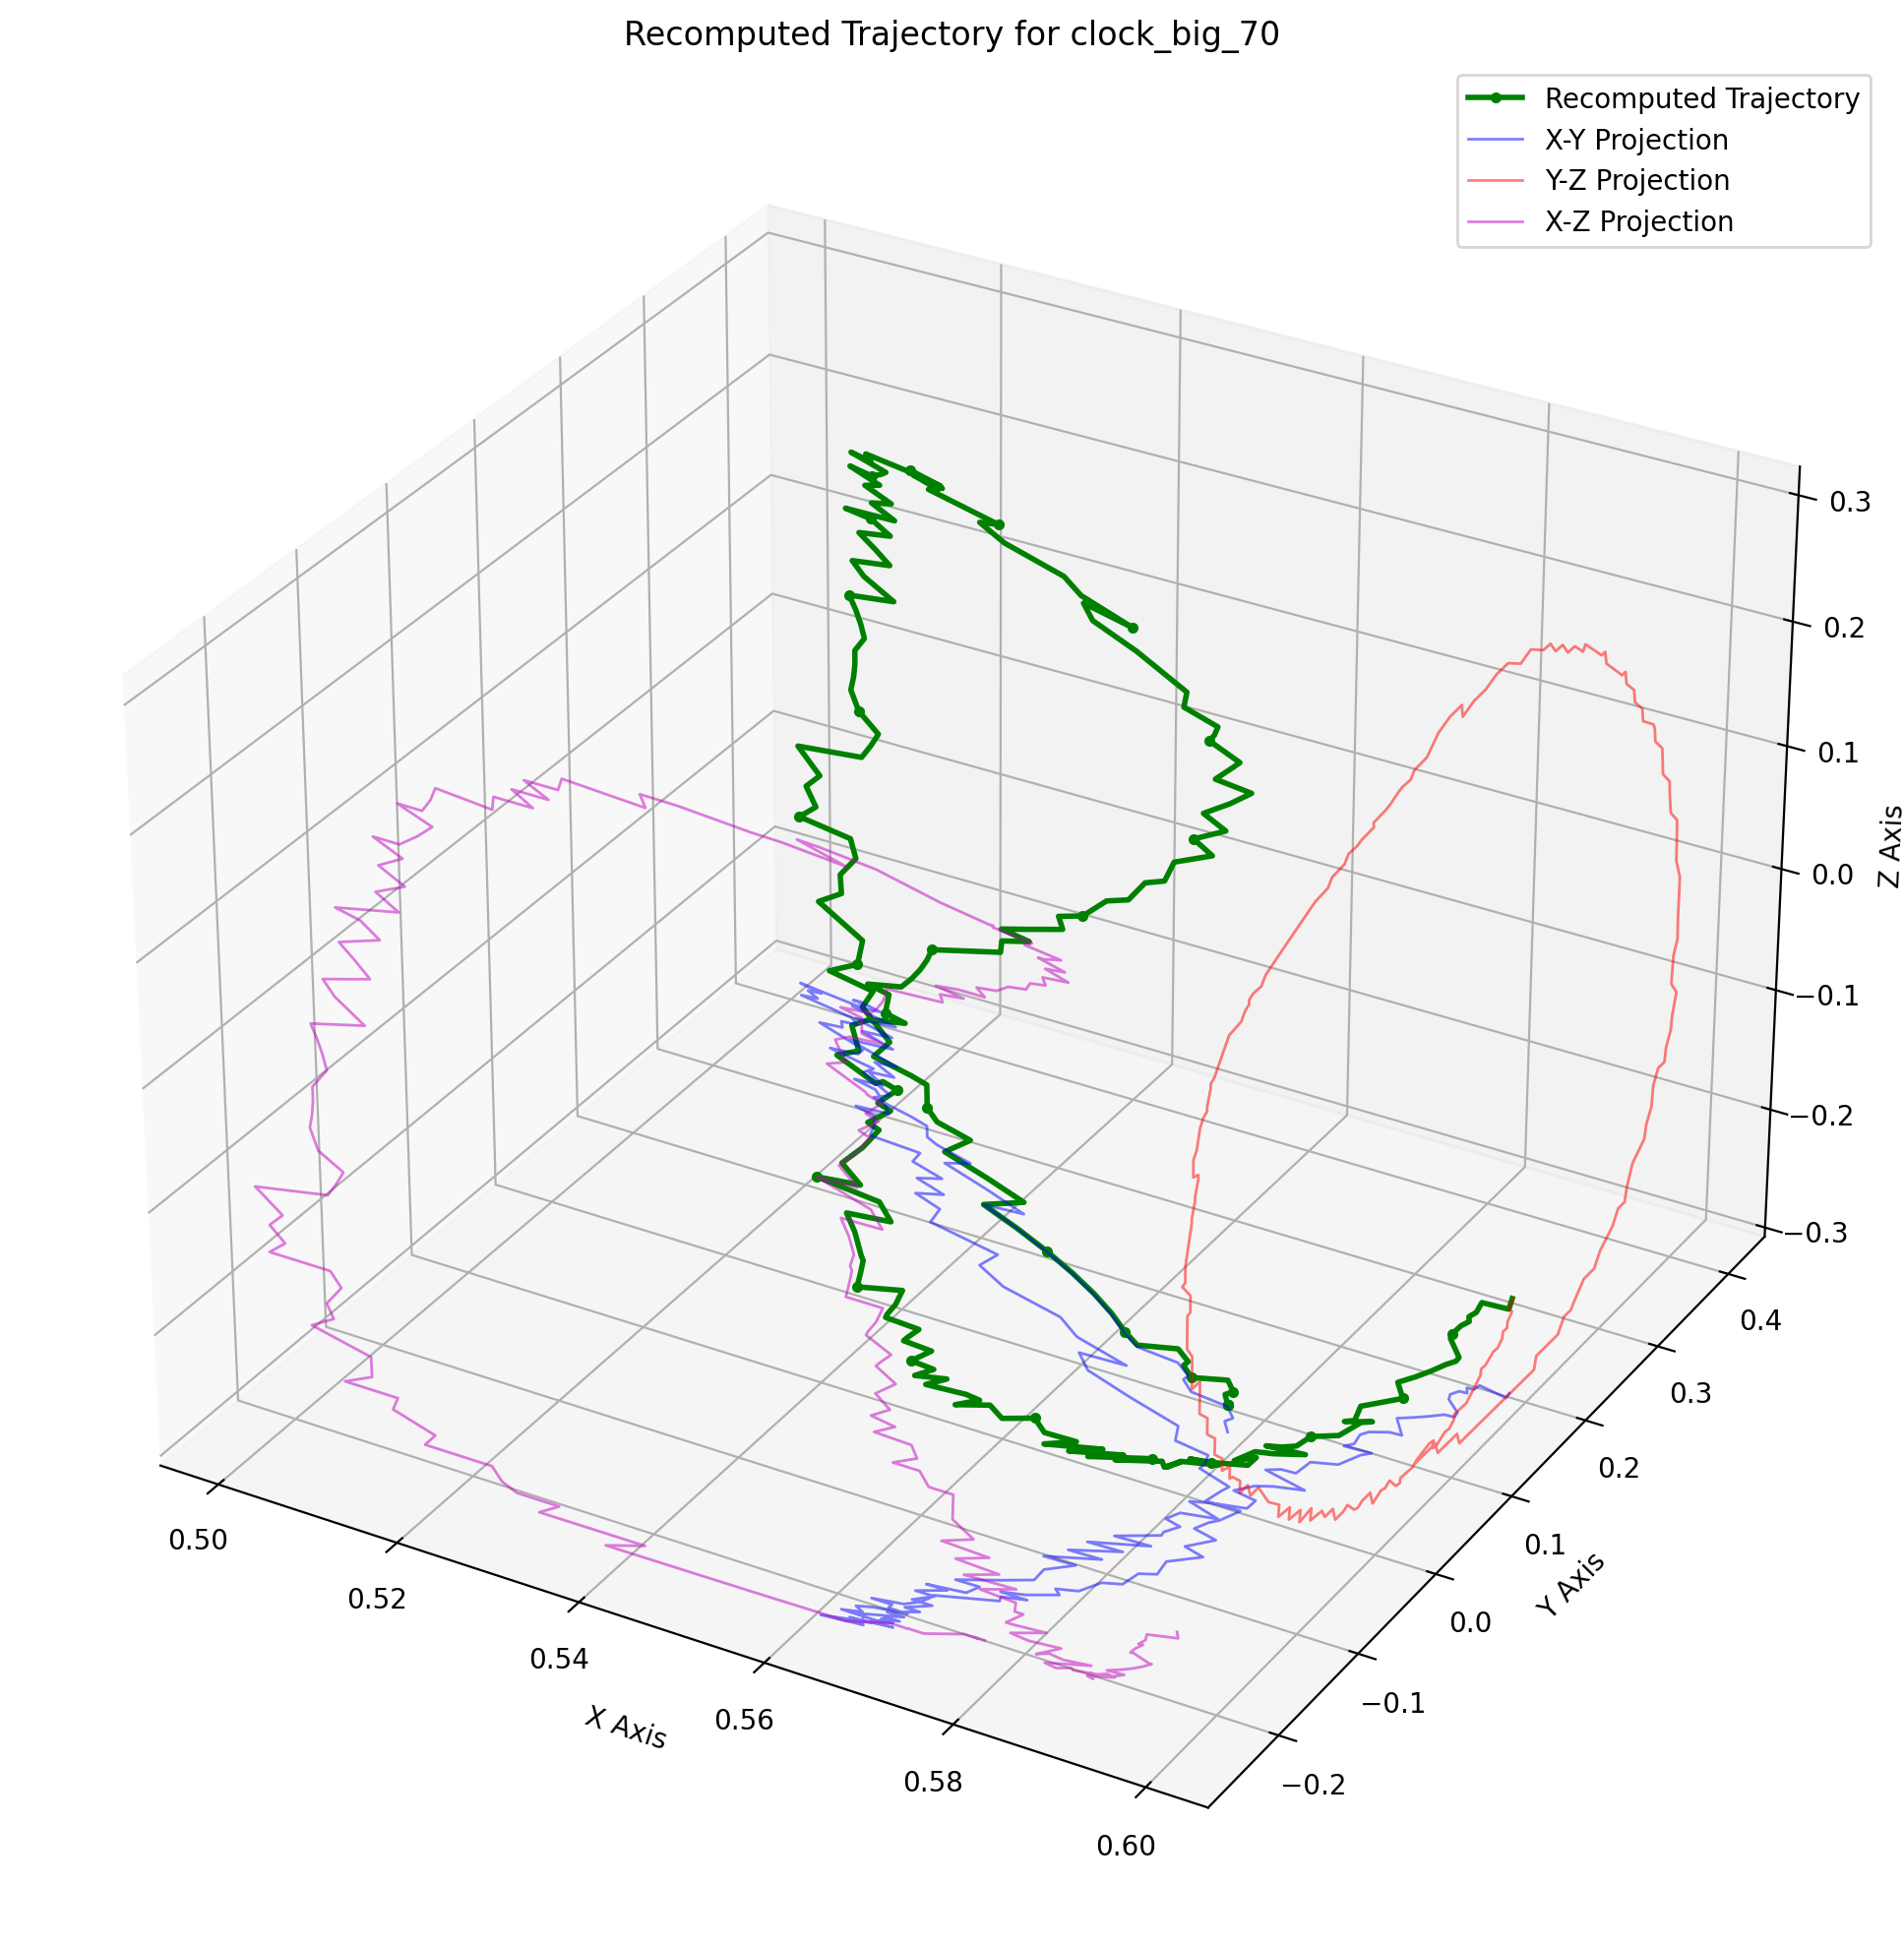 Recomputed Trajectory for clock_big_70
Recomputed Trajectory
X-Y Projection
Y-Z Projection
X-Z Projection
0.3
0.2
0.1
0.0
−0.1
−0.2
−0.3
Z Axis
0.4
0.3
0.2
0.1
0.0
−0.1
−0.2
Y Axis
0.50
0.52
0.54
0.56
0.58
0.60
X Axis